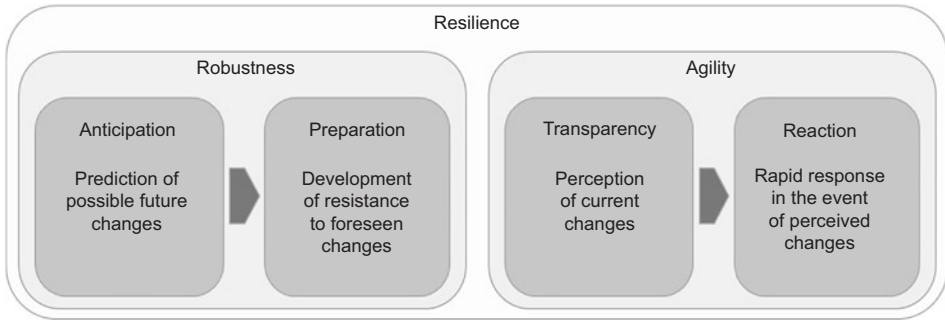 Resilience
Robustness
Anticipation
Prediction of
possible future
changes
Preparation
Development
of resistance
to foreseen
changes
Agility
Transparency
Perception
of current
changes
Reaction
Rapid response
in the event
of perceived
changes